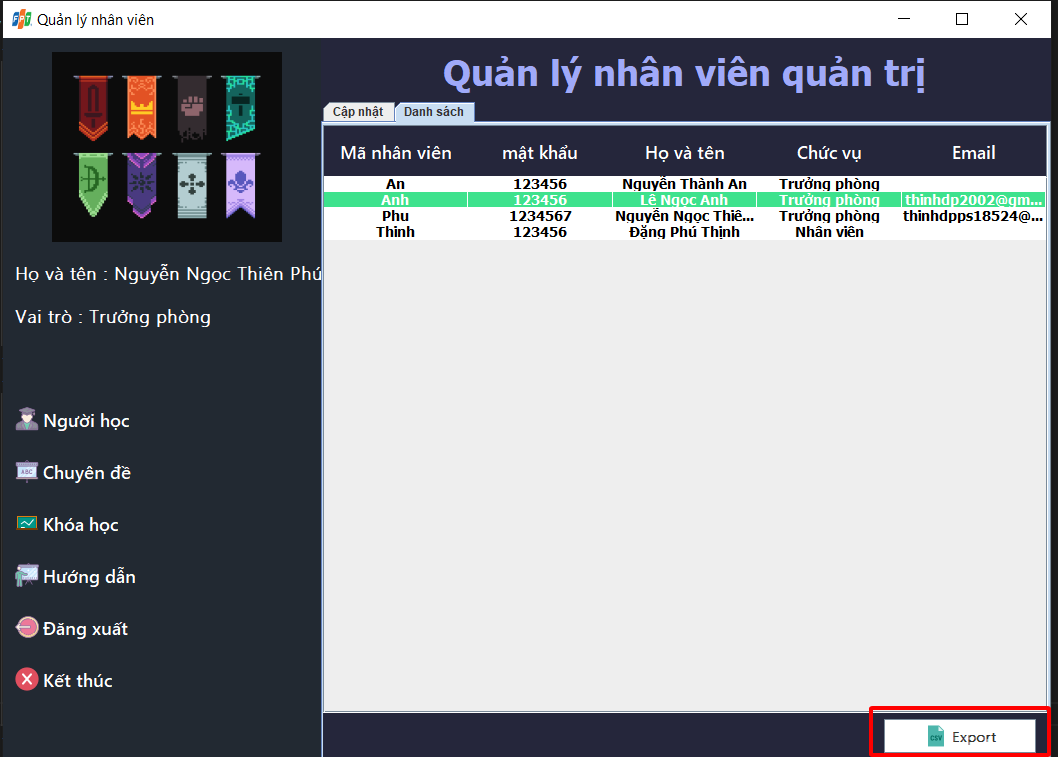 FPT Quản lý nhân viên
Quản lý nhân viên quản trị
Cập nhật Danh sách
Mã nhân viên mật khẩu Họ và tên Chức vụ Email
An 123456 Nguyễn Thành An Trưởng phòng
Anh 123456 Lê Ngọc Anh Trưởng phòng thinhdp2002@gm...
Phu 1234567 Nguyễn Ngọc Thiê... Trưởng phòng thinhdpps18524@...
Thinh 123456 Đặng Phú Thịnh Nhân viên
Họ và tên : Nguyễn Ngọc Thiên Phú
Vai trò : Trưởng phòng
Người học
ABC Chuyên đề
Khóa học
Hướng dẫn
Đăng xuất
Kết thúc
CSV Export